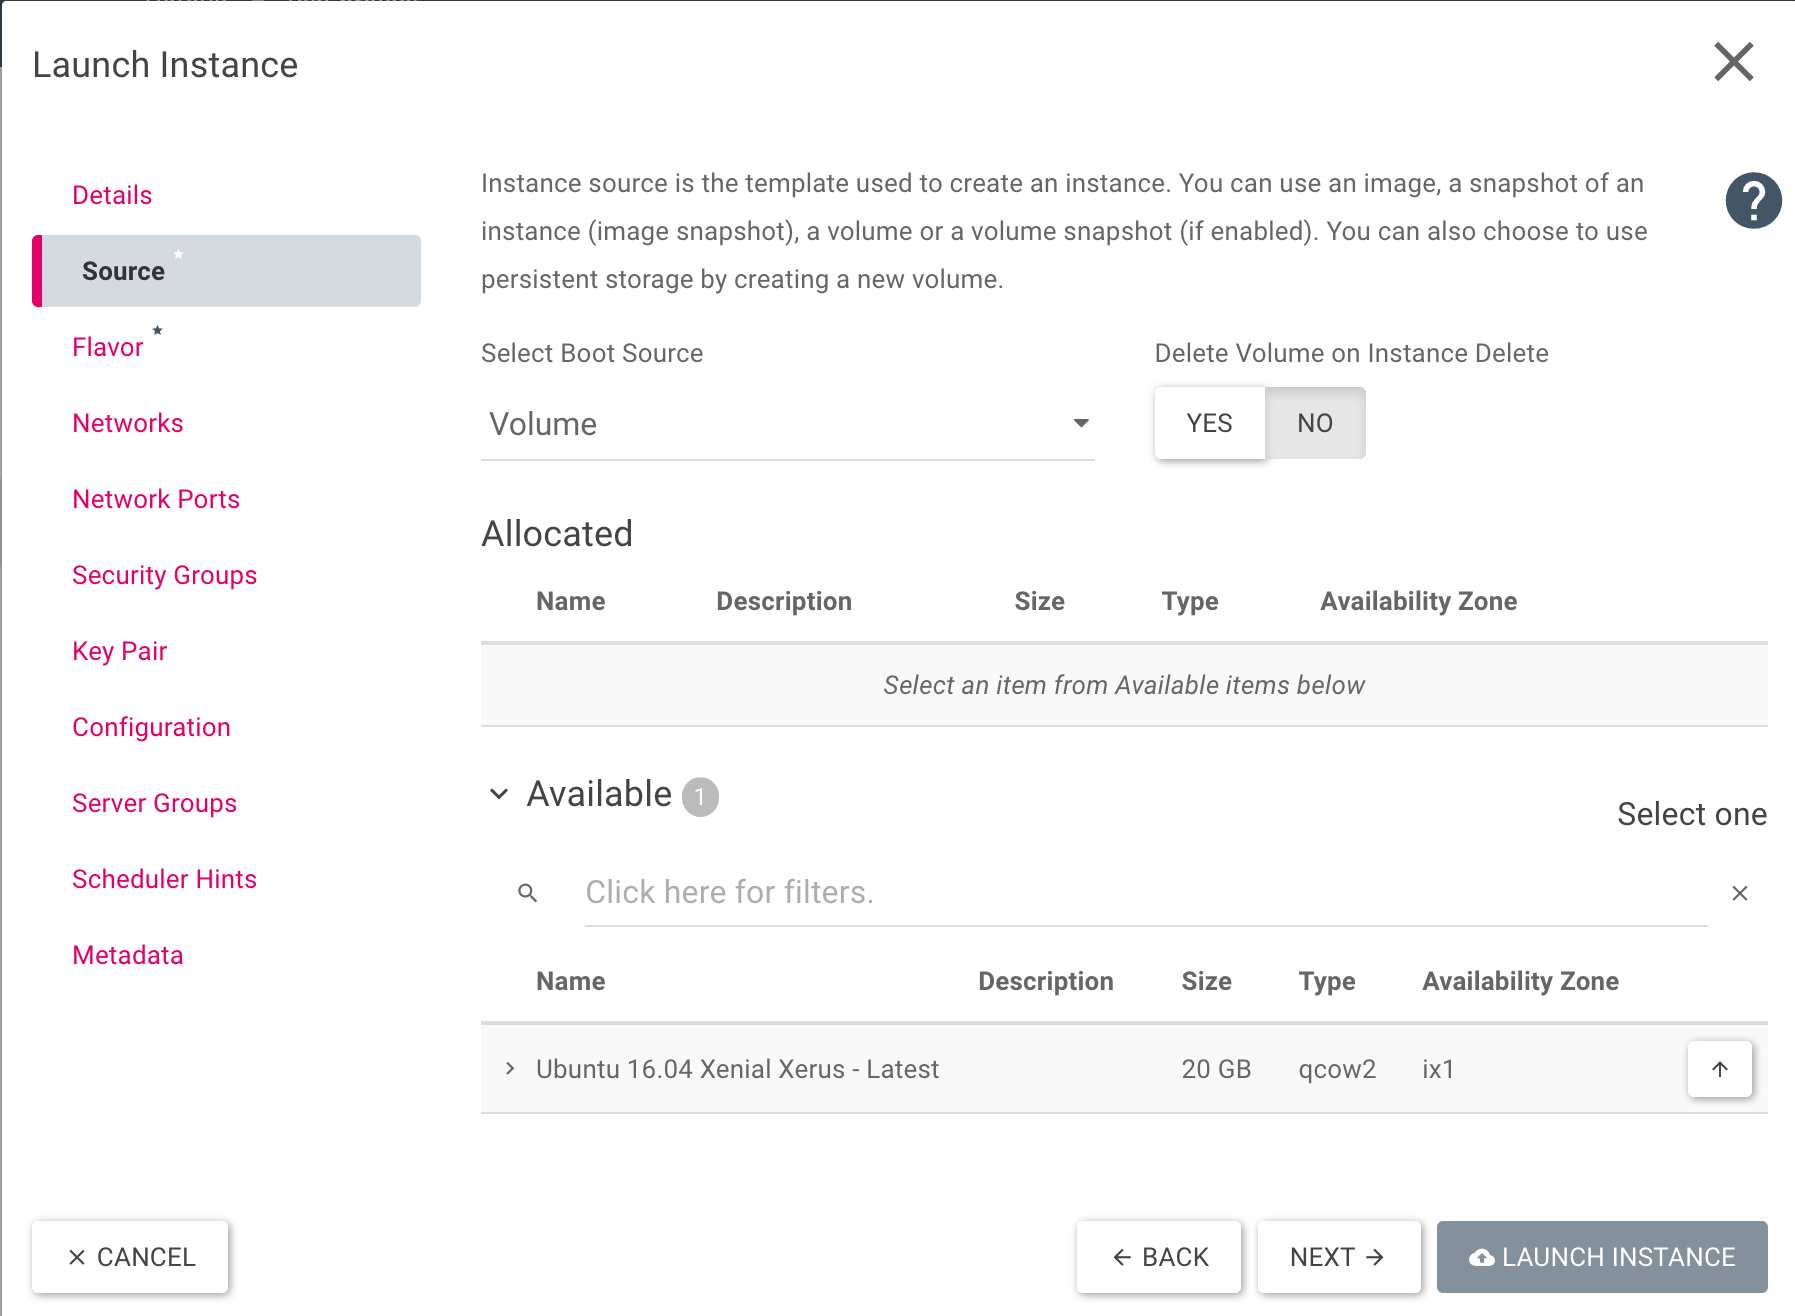 Launch Instance
Details
Source
Flavor
Networks
Network Ports
Security Groups
Key Pair
Configuration
Server Groups
Scheduler Hints
Metadata
Instance source is the template used to create an instance. You can use an image, a snapshot of an
instance (image snapshot), a volume or a volume snapshot (if enabled). You can also choose to use
persistent storage by creating a new volume.
?
Select Boot Source
Volume
Delete Volume on Instance Delete
YES NO
Allocated
Name Description Size Type Availability Zone
Select an item from Available items below
Available 1
Select one
Click here for filters.
Name Description Size Type Availability Zone
Ubuntu 16.04 Xenial Xerus - Latest 20 GB qcow2 ix1
CANCEL
BACK
NEXT
LAUNCH INSTANCE